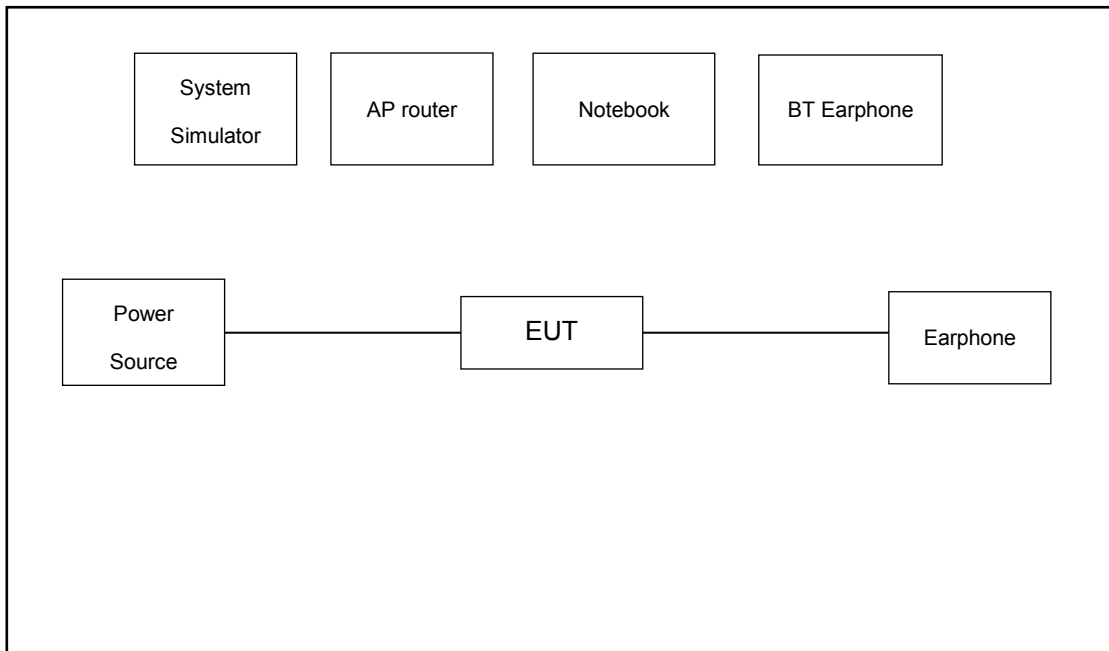 System
Simulator
AP router
Notebook
BT Earphone
Power
Source
EUT
Earphone